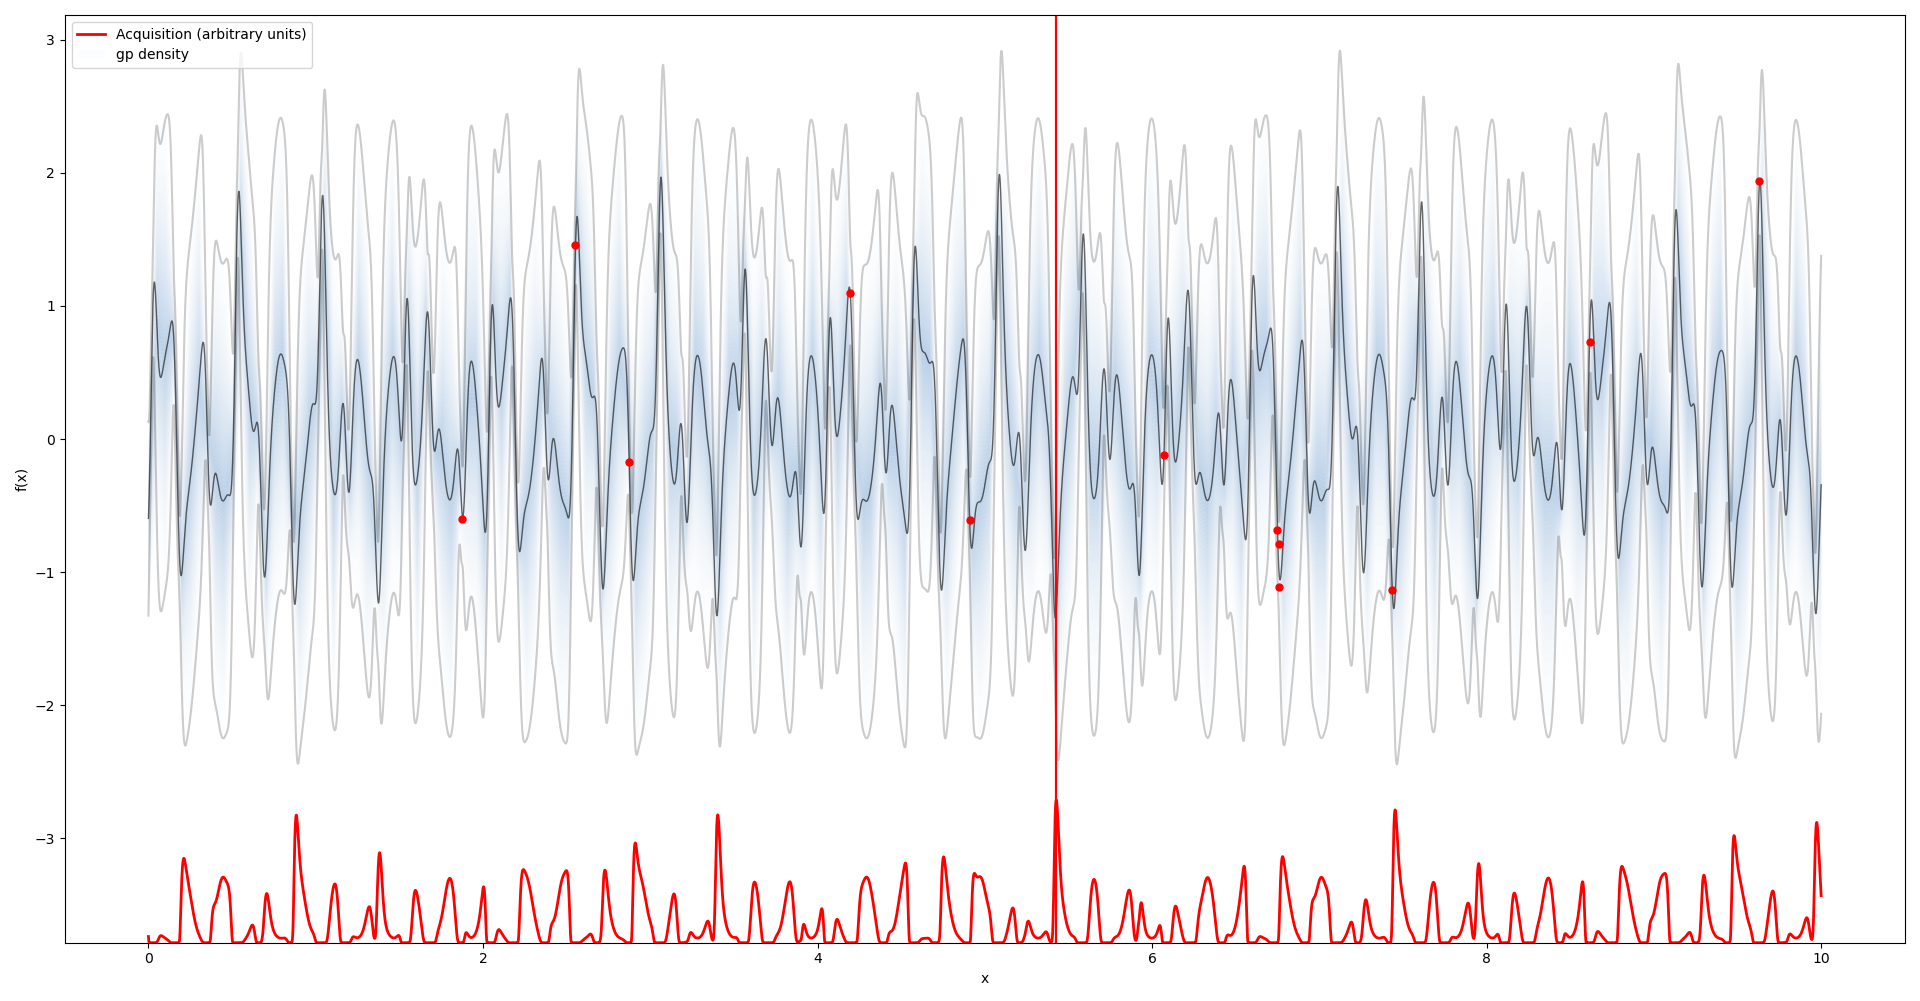 Acquisition (arbitrary units)
gp density
3
2
1
0
−1
−2
−3
f(x)
0 2 4 6 8 10
x